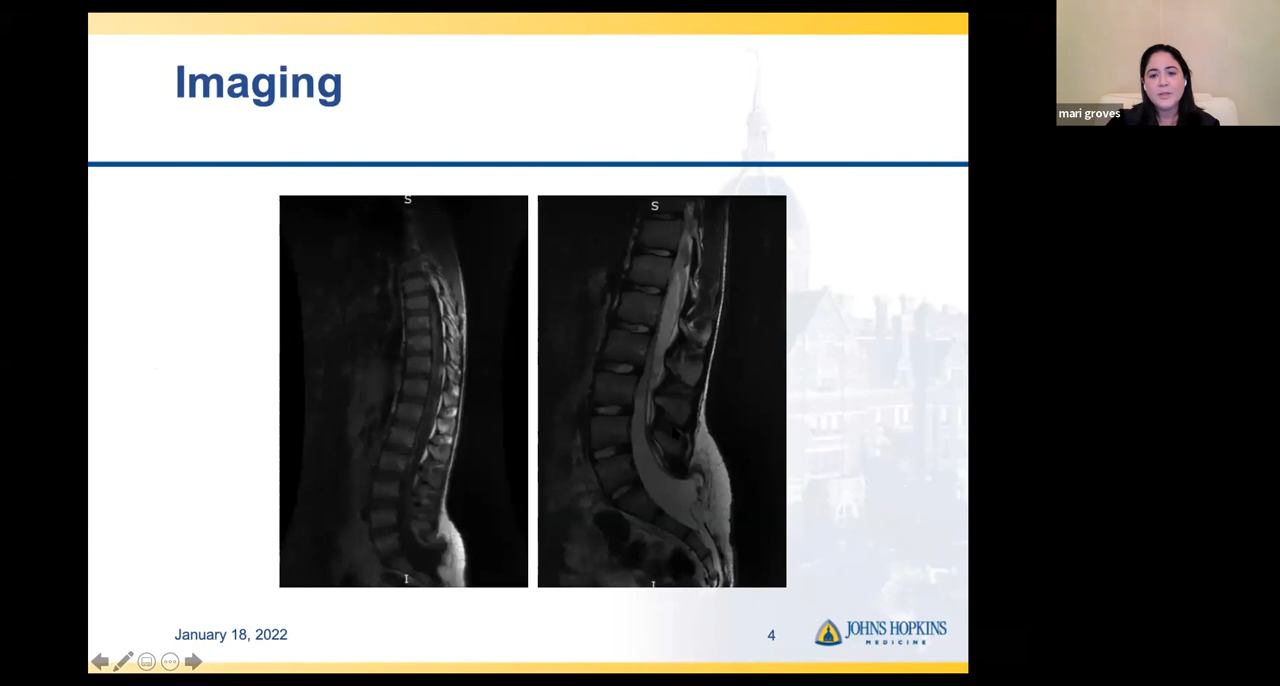 Imaging
mari groves
S
S
I
I
January 18, 2022
4
JOHNS HOPKINS
MEDICINE